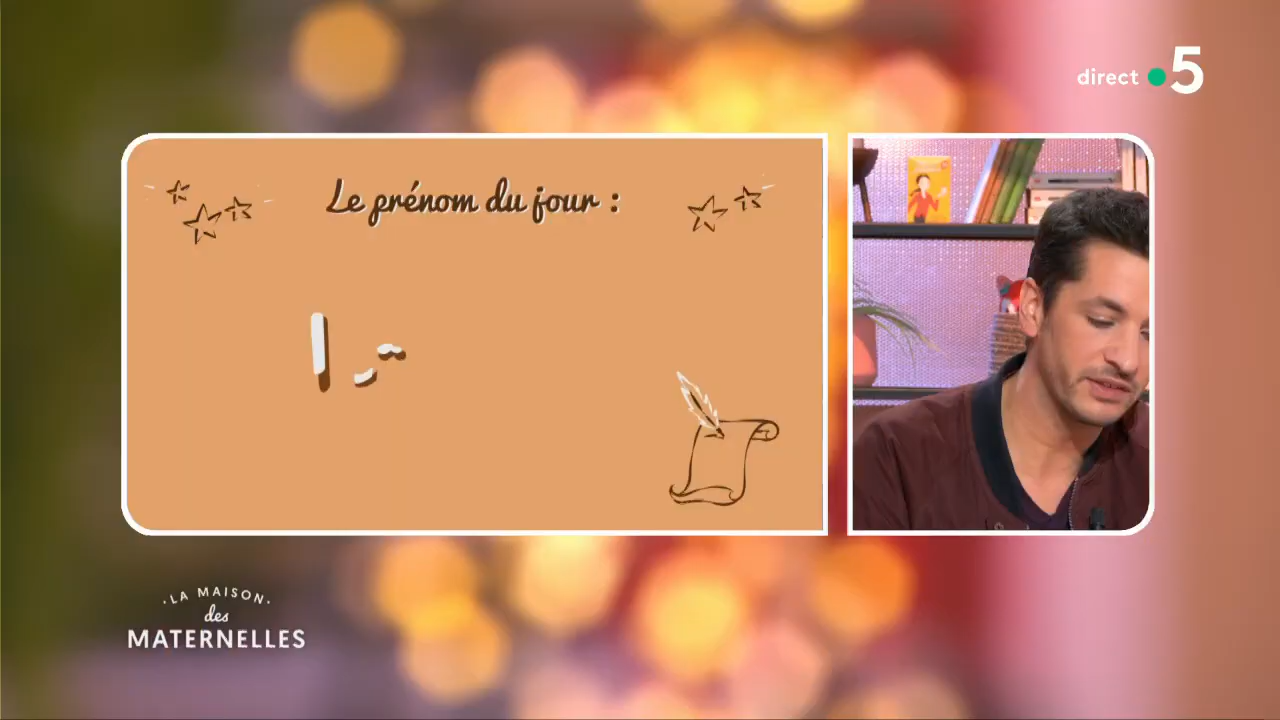 direct 5
Le prénom du jour :
·LA MAISON·
des
MATERNELLES